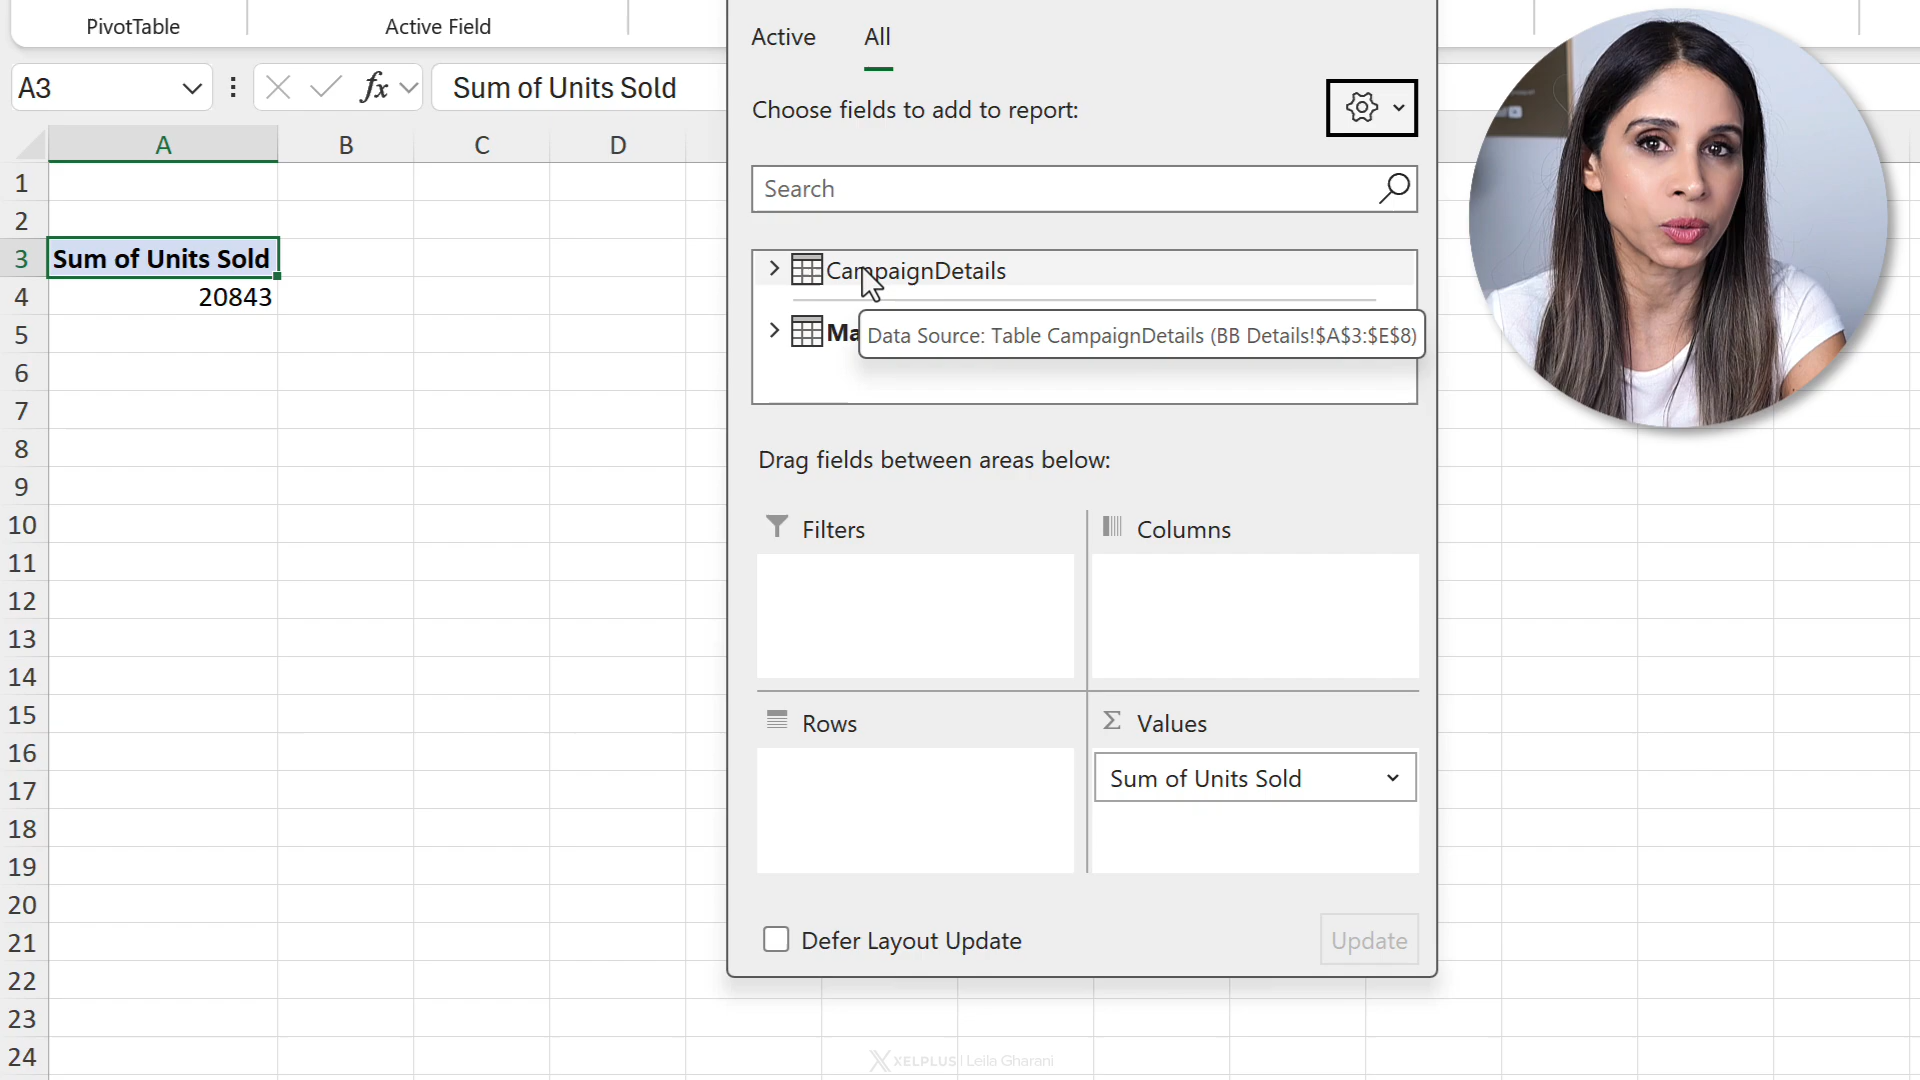 PivotTable
Active Field
A3
fx
Sum of Units Sold
A
B
C
D
1
2
3
4
5
6
7
8
9
10
11
12
13
14
15
16
17
18
19
20
21
22
23
24
Sum of Units Sold
20843
Active
All
Choose fields to add to report:
Search
CampaignDetails
Ma
Data Source: Table CampaignDetails (BB Details!$A$3:$E$8)
Drag fields between areas below:
Filters
Columns
Rows
Σ Values
Sum of Units Sold
Defer Layout Update
Update
XELPLUS | Leila Gharani